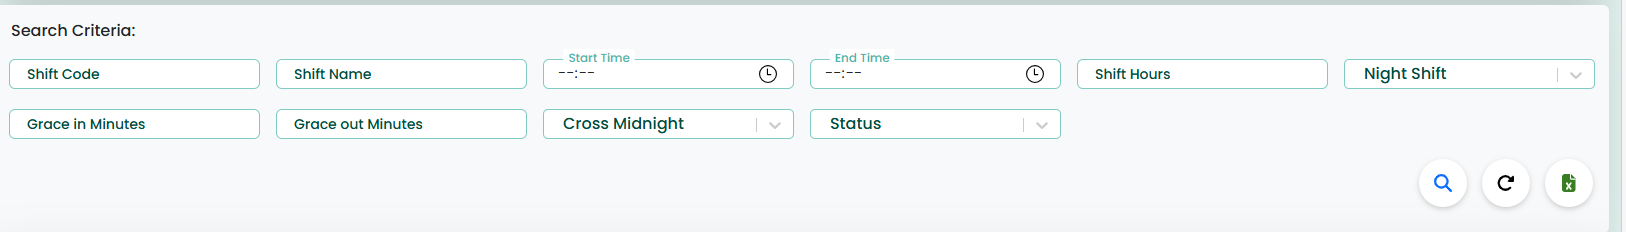 Search Criteria:
Start Time End Time
Shift Code Shift Name --:-- --:-- Shift Hours Night Shift
Grace in Minutes Grace out Minutes Cross Midnight Status
X